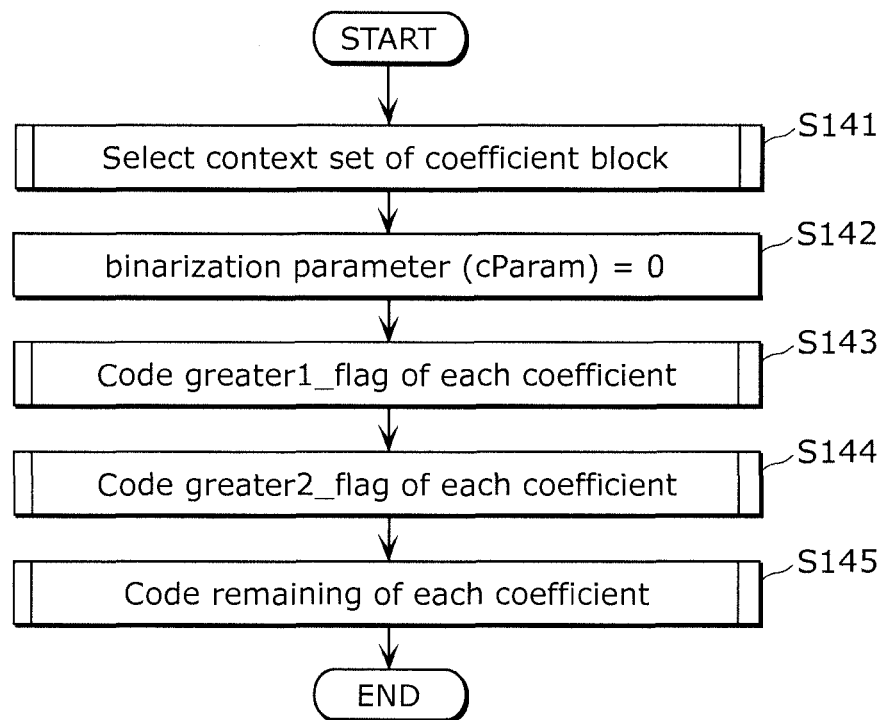 START
S141
Select context set of coefficient block
S142
binarization parameter (cParam) = 0
S143
Code greater1_flag of each coefficient
S144
Code greater2_flag of each coefficient
S145
Code remaining of each coefficient
END